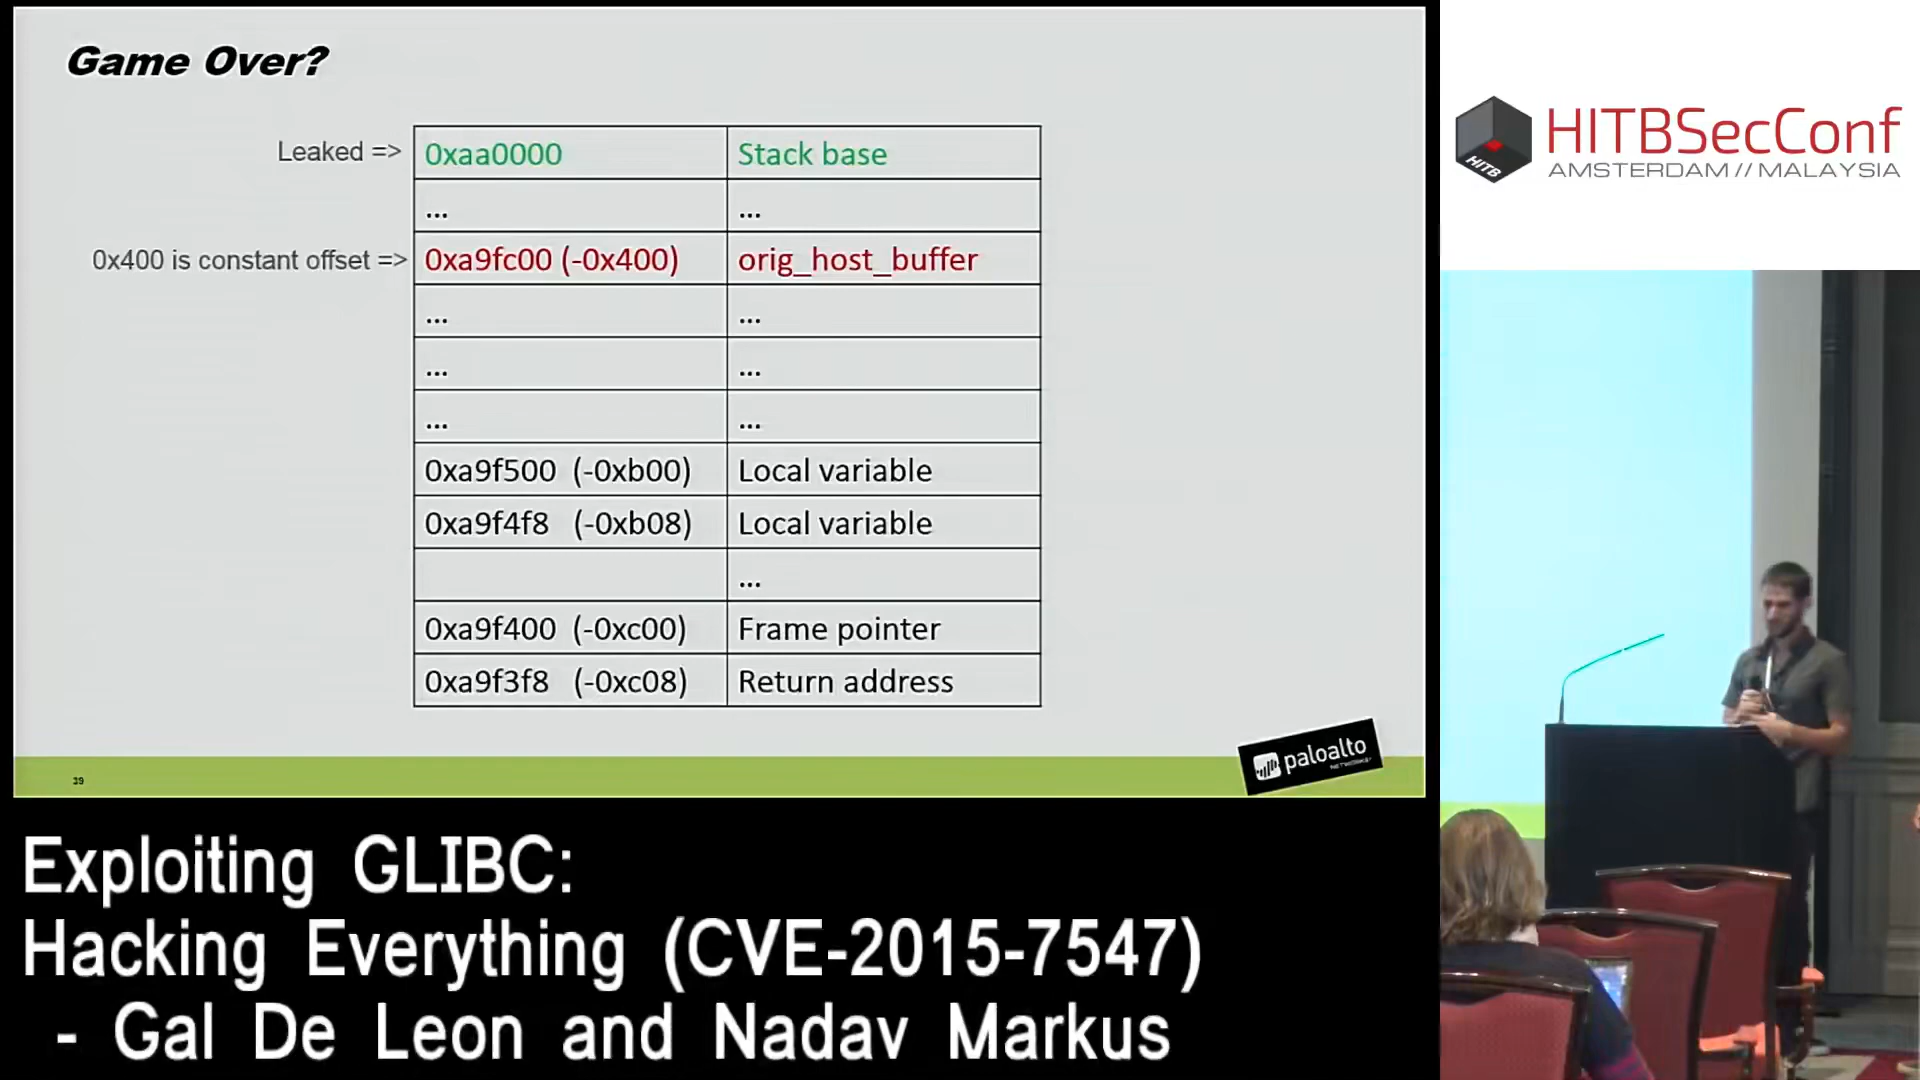 Game Over?
Leaked => 0xaa0000 Stack base
... ...
0x400 is constant offset => 0xa9fc00 (-0x400) orig_host_buffer
... ...
... ...
... ...
0xa9f500 (-0xb00) Local variable
0xa9f4f8 (-0xb08) Local variable
...
0xa9f400 (-0xc00) Frame pointer
0xa9f3f8 (-0xc08) Return address
39
paloalto
NETWORKS
HITB
HITBSecConf
AMSTERDAM // MALAYSIA
Exploiting GLIBC:
Hacking Everything (CVE-2015-7547)
- Gal De Leon and Nadav Markus